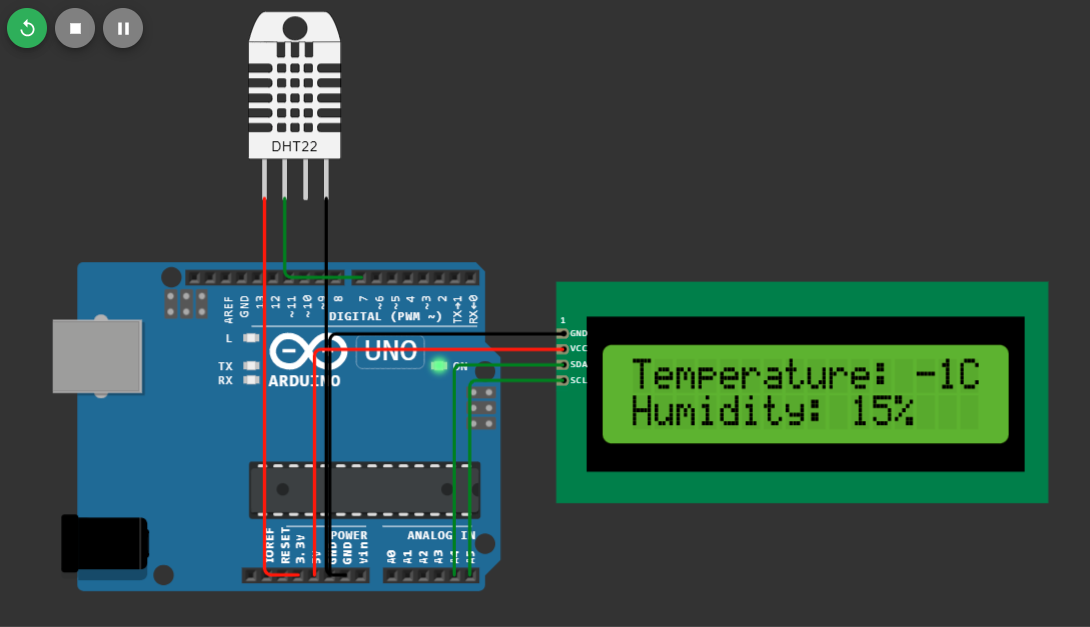 DHT22
AREF
GND
13
12
~11
~10
~9
8
7
~6
~5
4
~3
2
TX→1
RX←0
DIGITAL (PWM ~)
L
TX
RX
UNO
ON
ARDUINO
1
GND
VCC
SDA
SCL
Temperature: -1C
Humidity: 15%
POWER
ANALOG IN
IOREF
RESET
3.3V
5V
GND
GND
Vin
A0
A1
A2
A3
A4
A5